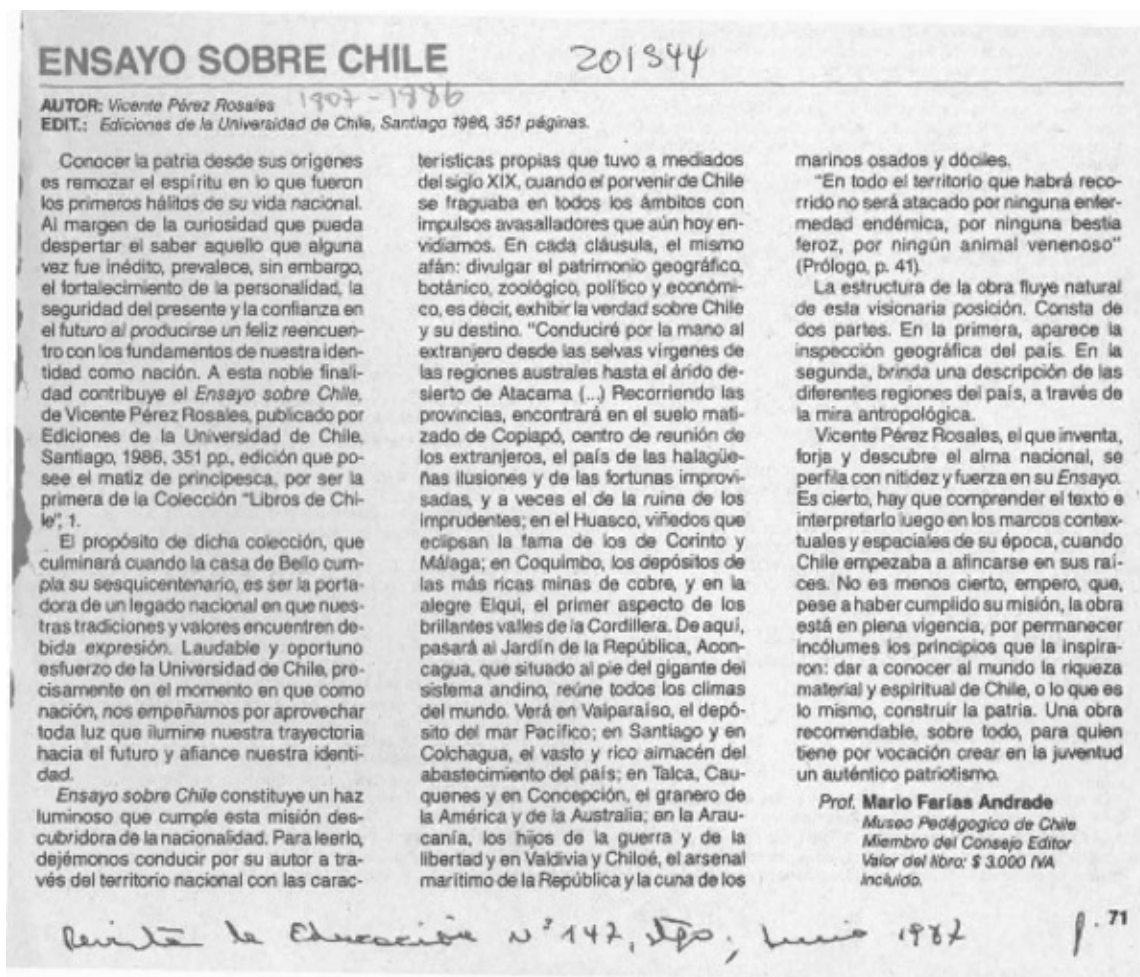 ENSAYO SOBRE CHILE
201344
AUTOR: Vicente Pérez Rosales 1807-1886
EDIT.: Ediciones de la Universidad de Chile, Santiago 1986, 351 páginas.
Conocer la patria desde sus orígenes
es remozar el espíritu en lo que fueron
los primeros hálitos de su vida nacional.
Al margen de la curiosidad que pueda
despertar el saber aquello que alguna
vez fue inédito, prevalece, sin embargo,
el fortalecimiento de la personalidad, la
seguridad del presente y la confianza en
el futuro al producirse un feliz reencuen-
tro con los fundamentos de nuestra iden-
tidad como nación. A esta noble finali-
dad contribuye el Ensayo sobre Chile,
de Vicente Pérez Rosales, publicado por
Ediciones de la Universidad de Chile,
Santiago, 1986, 351 pp., edición que po-
see el matiz de principesca, por ser la
primera de la Colección "Libros de Chi-
le", 1.
El propósito de dicha colección, que
culminará cuando la casa de Bello cum-
pla su sesquicentenario, es ser la porta-
dora de un legado nacional en que nues-
tras tradiciones y valores encuentren de-
bida expresión. Laudable y oportuno
esfuerzo de la Universidad de Chile, pre-
cisamente en el momento en que como
nación, nos empeñamos por aprovechar
toda luz que ilumine nuestra trayectoria
hacia el futuro y afiance nuestra identi-
dad.
Ensayo sobre Chile constituye un haz
luminoso que cumple esta misión des-
cubridora de la nacionalidad. Para leerlo,
dejémonos conducir por su autor a tra-
vés del territorio nacional con las carac-
terísticas propias que tuvo a mediados
del siglo XIX, cuando el porvenir de Chile
se fraguaba en todos los ámbitos con
impulsos avasalladores que aún hoy en-
vidiamos. En cada cláusula, el mismo
afán: divulgar el patrimonio geográfico,
botánico, zoológico, político y económi-
co, es decir, exhibir la verdad sobre Chile
y su destino. "Conduciré por la mano al
extranjero desde las selvas vírgenes de
las regiones australes hasta el árido de-
sierto de Atacama (...) Recorriendo las
provincias, encontrará en el suelo mati-
zado de Copiapó, centro de reunión de
los extranjeros, el país de las halagüe-
ñas ilusiones y de las fortunas improvi-
sadas, y a veces el de la ruina de los
imprudentes; en el Huasco, viñedos que
eclipsan la fama de los de Corinto y
Málaga; en Coquimbo, los depósitos de
las más ricas minas de cobre, y en la
alegre Elqui, el primer aspecto de los
brillantes valles de la Cordillera. De aquí,
pasará al Jardín de la República, Acon-
cagua, que situado al pie del gigante del
sistema andino, reúne todos los climas
del mundo. Verá en Valparaíso, el depó-
sito del mar Pacífico; en Santiago y en
Colchagua, el vasto y rico almacén del
abastecimiento del país; en Talca, Cau-
quenes y en Concepción, el granero de
la América y de la Australia; en la Arau-
canía, los hijos de la guerra y de la
libertad y en Valdivia y Chiloé, el arsenal
marítimo de la República y la cuna de los
marinos osados y dóciles.
"En todo el territorio que habrá reco-
rrido no será atacado por ninguna enfer-
medad endémica, por ninguna bestia
feroz, por ningún animal venenoso"
(Prólogo, p. 41).
La estructura de la obra fluye natural
de esta visionaria posición. Consta de
dos partes. En la primera, aparece la
inspección geográfica del país. En la
segunda, brinda una descripción de las
diferentes regiones del país, a través de
la mira antropológica.
Vicente Pérez Rosales, el que inventa,
forja y descubre el alma nacional, se
perfila con nitidez y fuerza en su Ensayo.
Es cierto, hay que comprender el texto e
interpretarlo luego en los marcos contex-
tuales y espaciales de su época, cuando
Chile empezaba a afincarse en sus raí-
ces. No es menos cierto, empero, que,
pese a haber cumplido su misión, la obra
está en plena vigencia, por permanecer
incólumes los principios que la inspira-
ron: dar a conocer al mundo la riqueza
material y espiritual de Chile, o lo que es
lo mismo, construir la patria. Una obra
recomendable, sobre todo, para quien
tiene por vocación crear en la juventud
un auténtico patriotismo.
Prof. Mario Farías Andrade
Museo Pedágogico de Chile
Miembro del Consejo Editor
Valor del libro: $ 3.000 IVA
incluido.
71
Revista de Educación Nº 147, Stgo, Junio 1987 p.